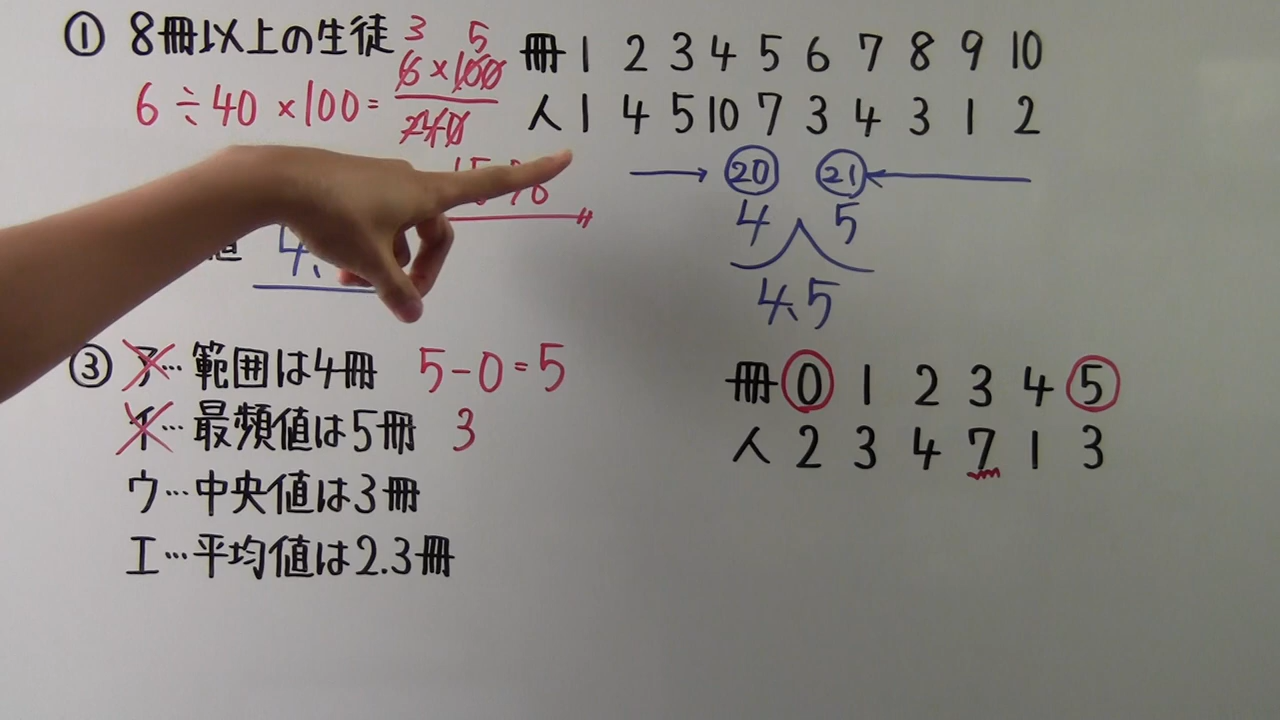 ① 8冊以上の生徒
6÷40×100= 6×100 3 5
240
15%
冊 1 2 3 4 5 6 7 8 9 10
人 1 4 5 10 7 3 4 3 1 2
⑳ ㉑
4 5
4.5
値 4.
③ ア…範囲は4冊 5-0=5
イ…最頻値は5冊 3
ウ…中央値は3冊
エ…平均値は2.3冊
冊 0 1 2 3 4 5
人 2 3 4 7 1 3